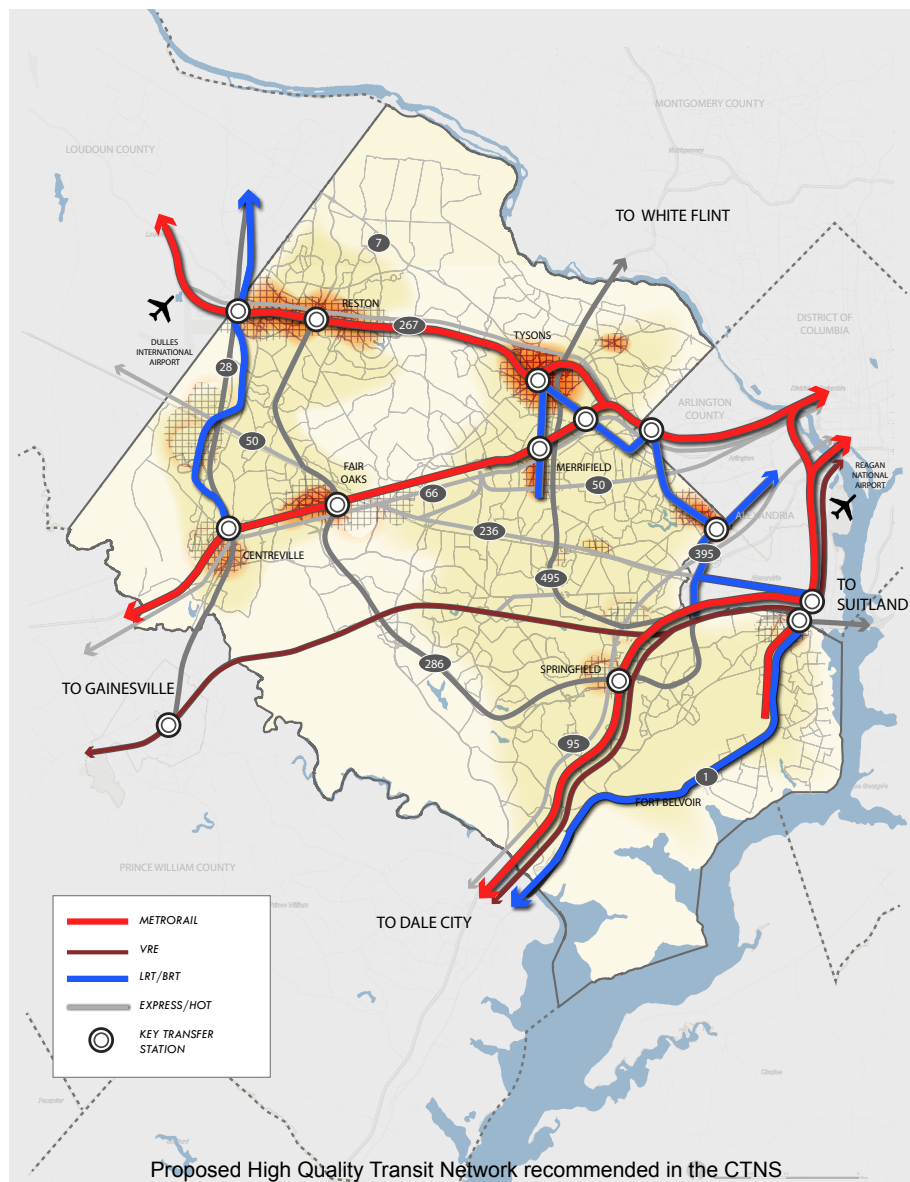 MONTGOMERY COUNTY
Montgomery
LOUDOUN COUNTY
TO WHITE FLINT
7
RESTON
267
TYSONS
DISTRICT OF
COLUMBIA
DULLES
INTERNATIONAL
AIRPORT
28
ARLINGTON
COUNTY
50
Arlington
FAIR
OAKS
MERRIFIELD
66
50
REAGAN
NATIONAL
AIRPORT
236
ALEXANDRIA
CENTREVILLE
395
495
Alexandria
TO
SUITLAND
SPRINGFIELD
286
TO GAINESVILLE
95
1
FORT BELVOIR
PRINCE WILLIAM COUNTY
TO DALE CITY
METRORAIL
VRE
LRT/BRT
EXPRESS/HOT
KEY TRANSFER
STATION
Proposed High Quality Transit Network recommended in the CTNS